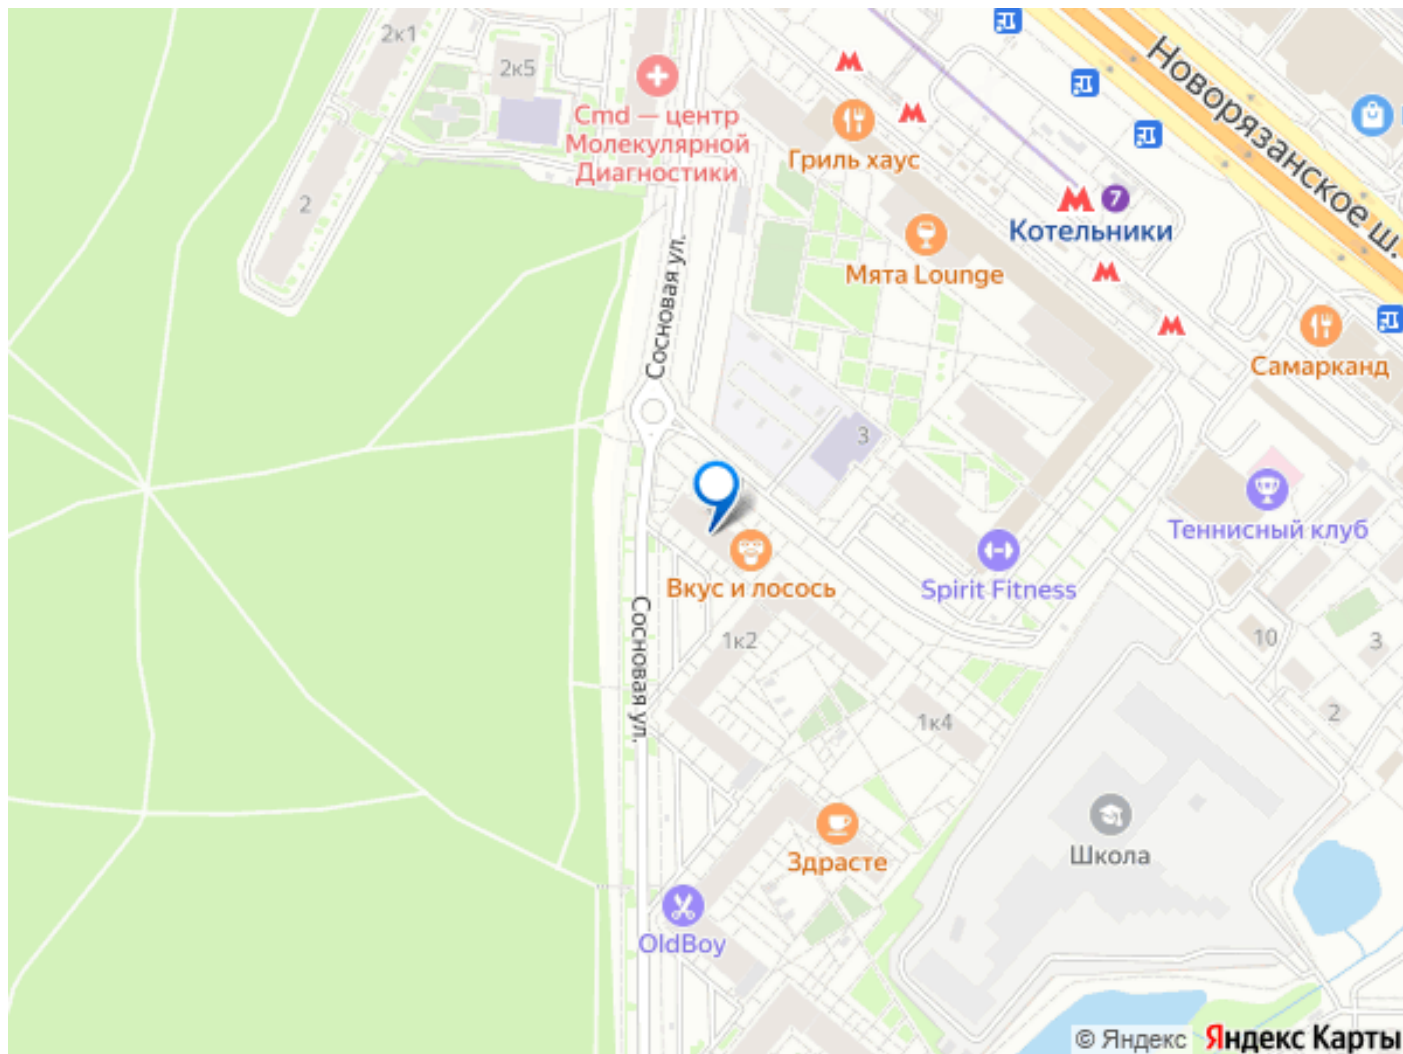 2к1
2к5
Cmd — центр
Молекулярной
Диагностики
2
Гриль хаус
Мята Lounge
7
Котельники
Новорязанское ш.
Самарканд
Сосновая ул.
3
Теннисный клуб
Вкус и лосось
Spirit Fitness
Сосновая ул.
1к2
10
3
2
1к4
Здрасте
Школа
OldBoy
© Яндекс Яндекс Карты